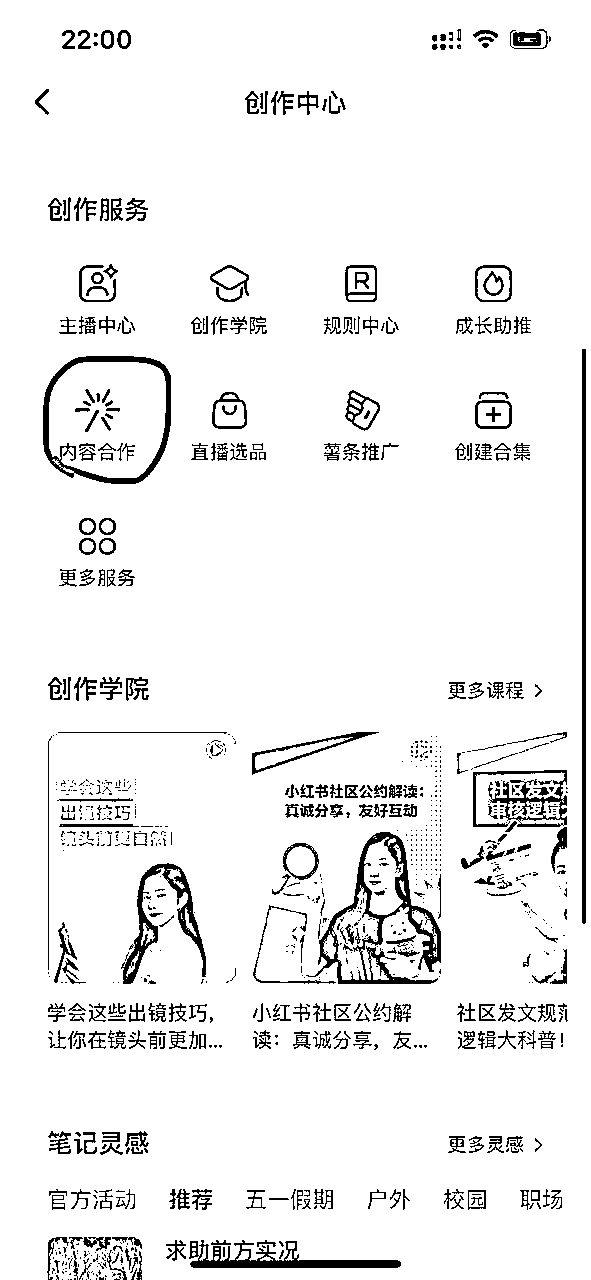 22:00
创作中心
创作服务
主播中心
创作学院
规则中心
成长助推
内容合作
直播选品
薯条推广
创建合集
更多服务
创作学院
更多课程
学会这些
出镜技巧
镜头前更自然
小红书社区公约解读:
真诚分享，友好互动
社区发文
审核逻辑
学会这些出镜技巧，
让你在镜头前更加...
小红书社区公约解
读：真诚分享，友...
社区发文规范
逻辑大科普！
笔记灵感
更多灵感
官方活动
推荐
五一假期
户外
校园
职场
求助前方实况